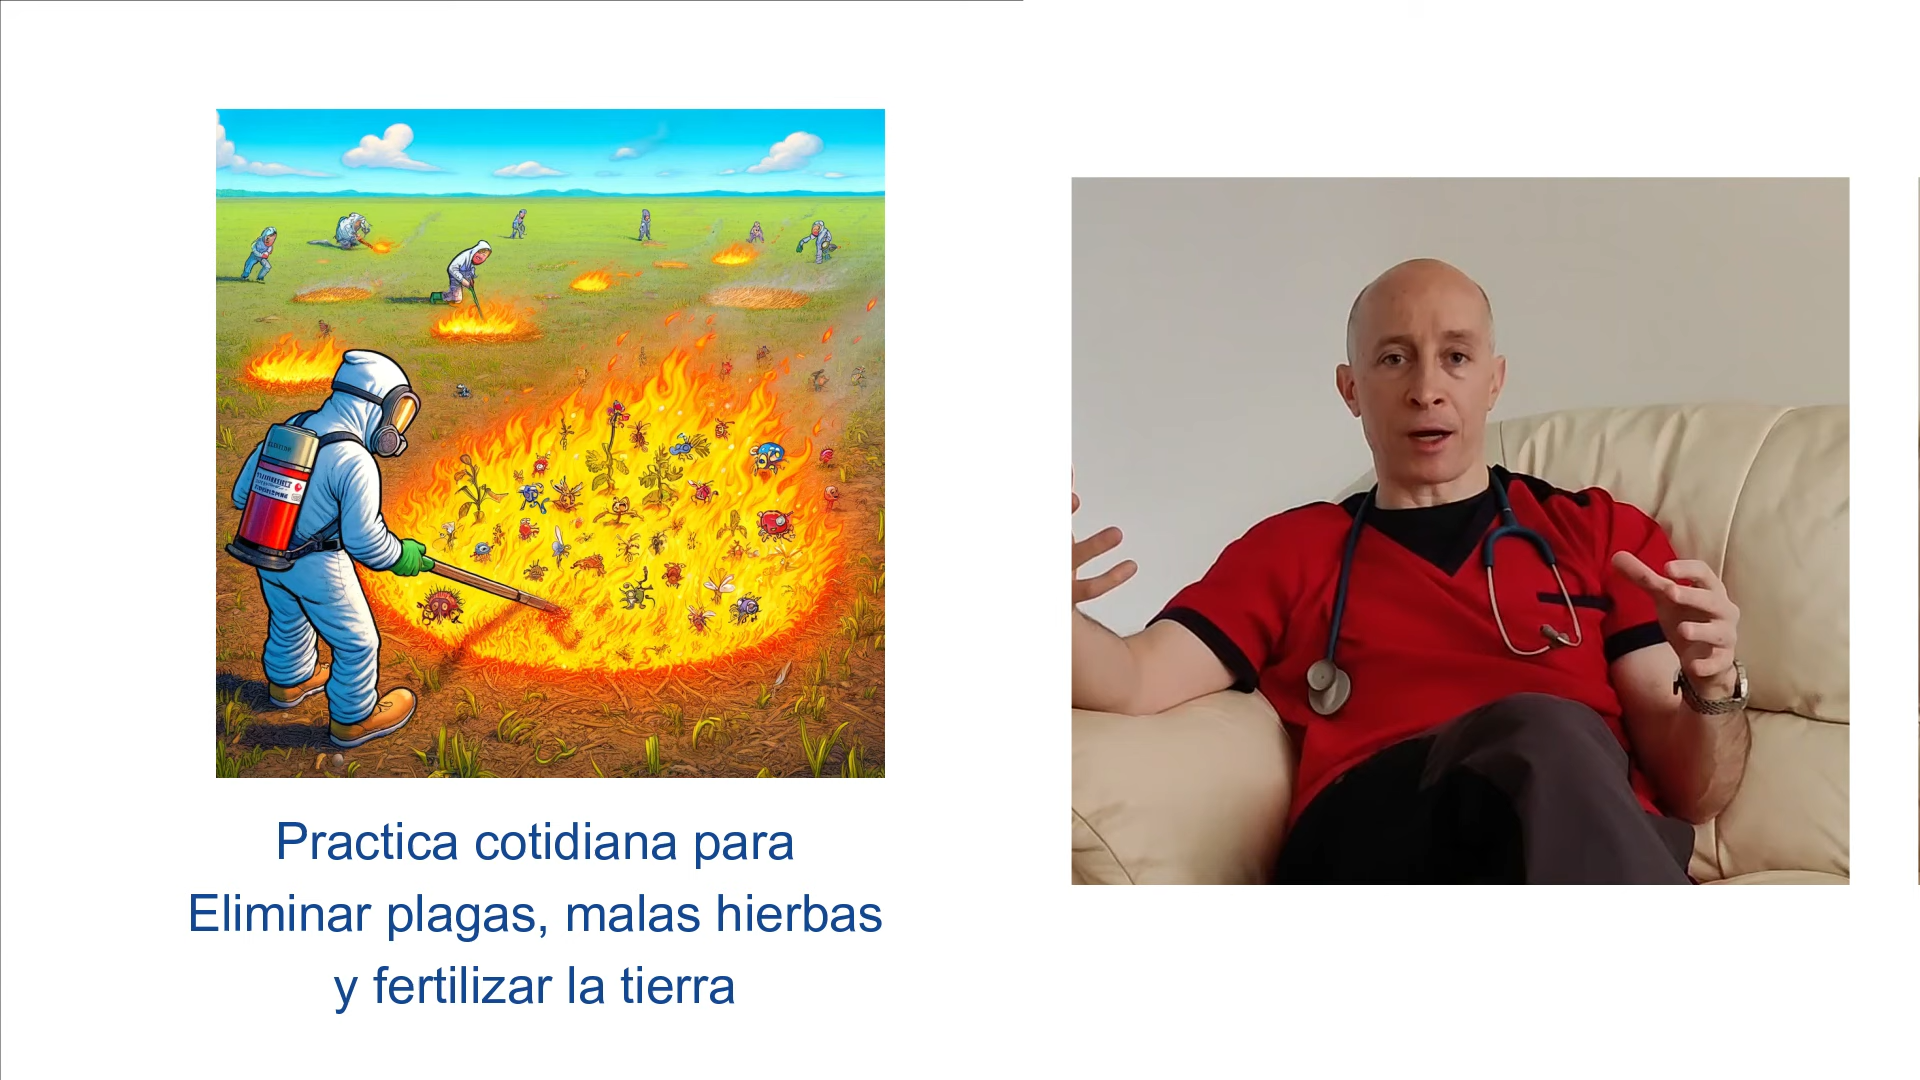 Practica cotidiana para
Eliminar plagas, malas hierbas
y fertilizar la tierra